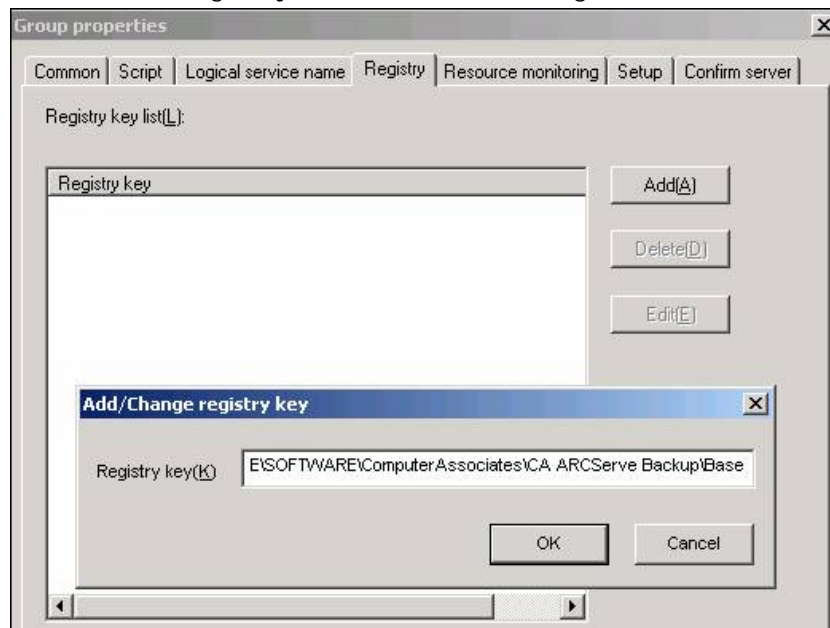 Group properties
Common Script Logical service name Registry Resource monitoring Setup Confirm server
Registry key list(L):
Registry key
Add(A)
Delete(D)
Edit(E)
Add/Change registry key
Registry key(K) E\SOFTWARE\ComputerAssociates\CA ARCServe Backup\Base
OK Cancel